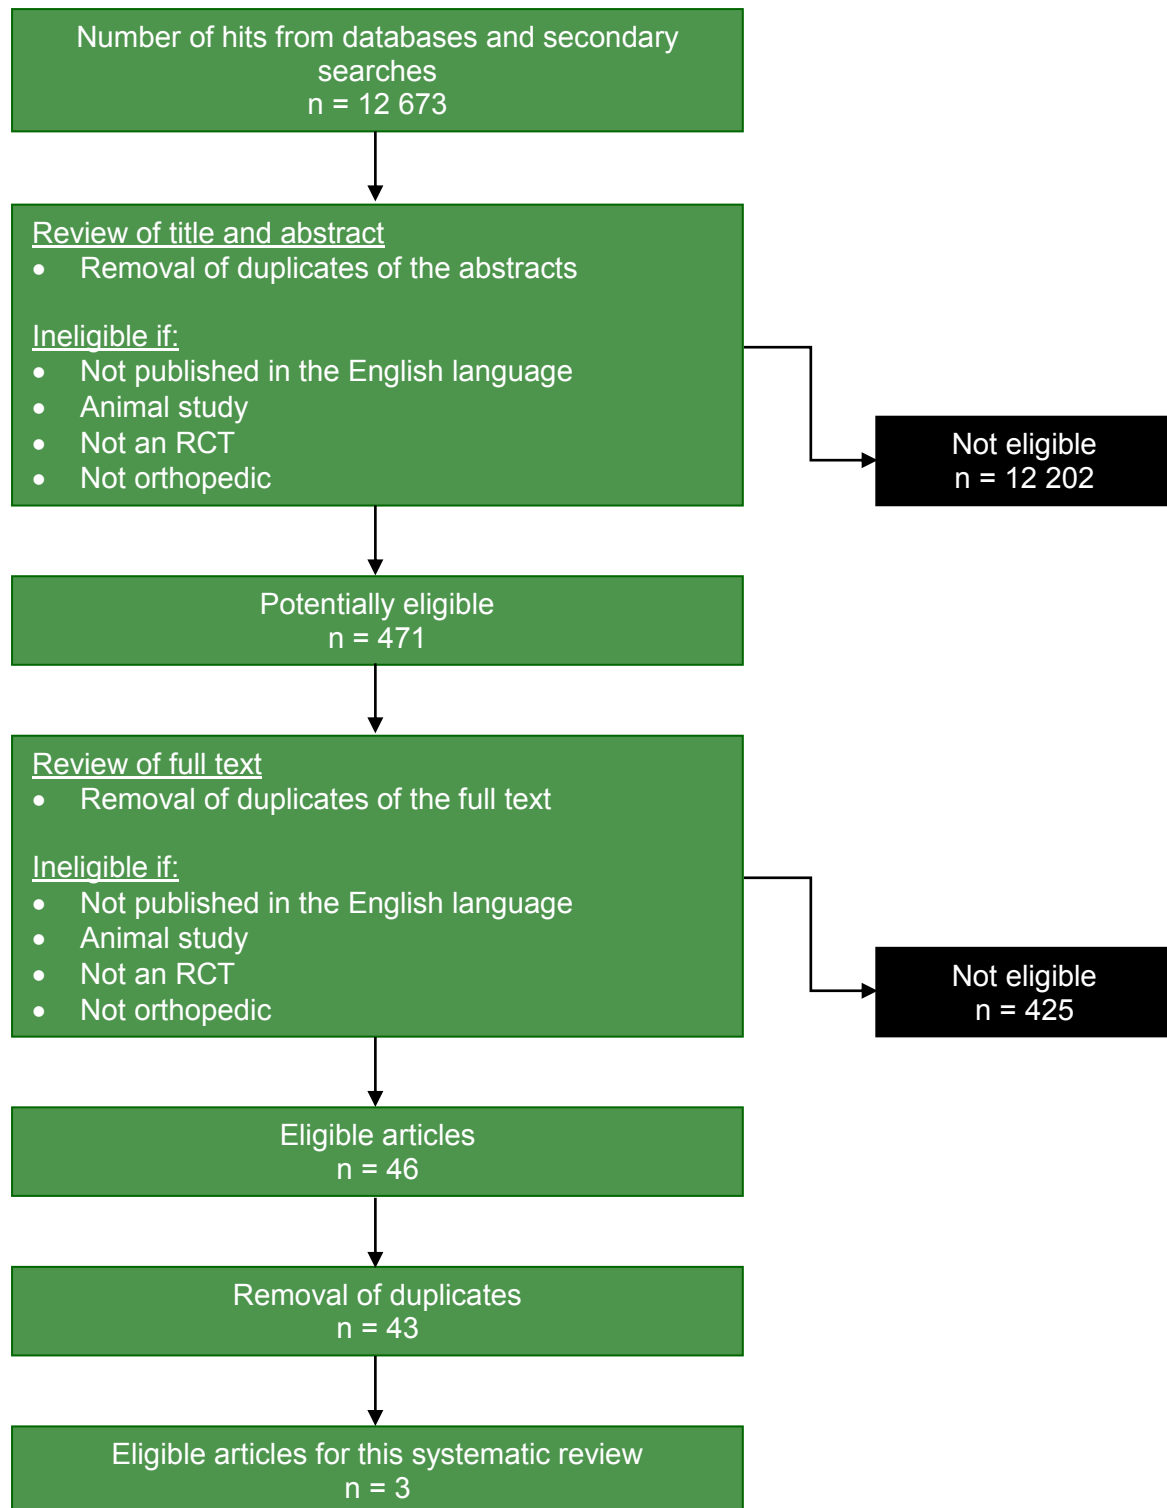 Number of hits from databases and secondary
searches
n = 12 673
Review of title and abstract
• Removal of duplicates of the abstracts
Ineligible if:
• Not published in the English language
• Animal study
• Not an RCT
• Not orthopedic
Not eligible
n = 12 202
Potentially eligible
n = 471
Review of full text
• Removal of duplicates of the full text
Ineligible if:
• Not published in the English language
• Animal study
• Not an RCT
• Not orthopedic
Not eligible
n = 425
Eligible articles
n = 46
Removal of duplicates
n = 43
Eligible articles for this systematic review
n = 3